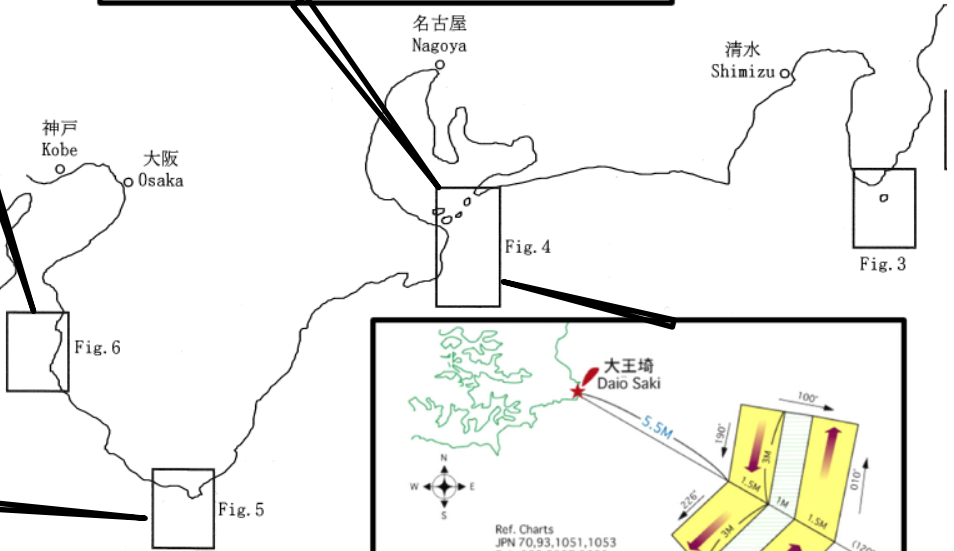 名古屋
Nagoya
清水
Shimizu
神戸
Kobe
大阪
Osaka
Fig.4
Fig.3
Fig.6
Fig.5
大王埼
Daiō Saki
5.5M
100°
190°
3M
010°
1.5M
1M
1.5M
226°
3M
(120°
N
W
E
S
Ref. Charts
JPN 70,93,1051,1053